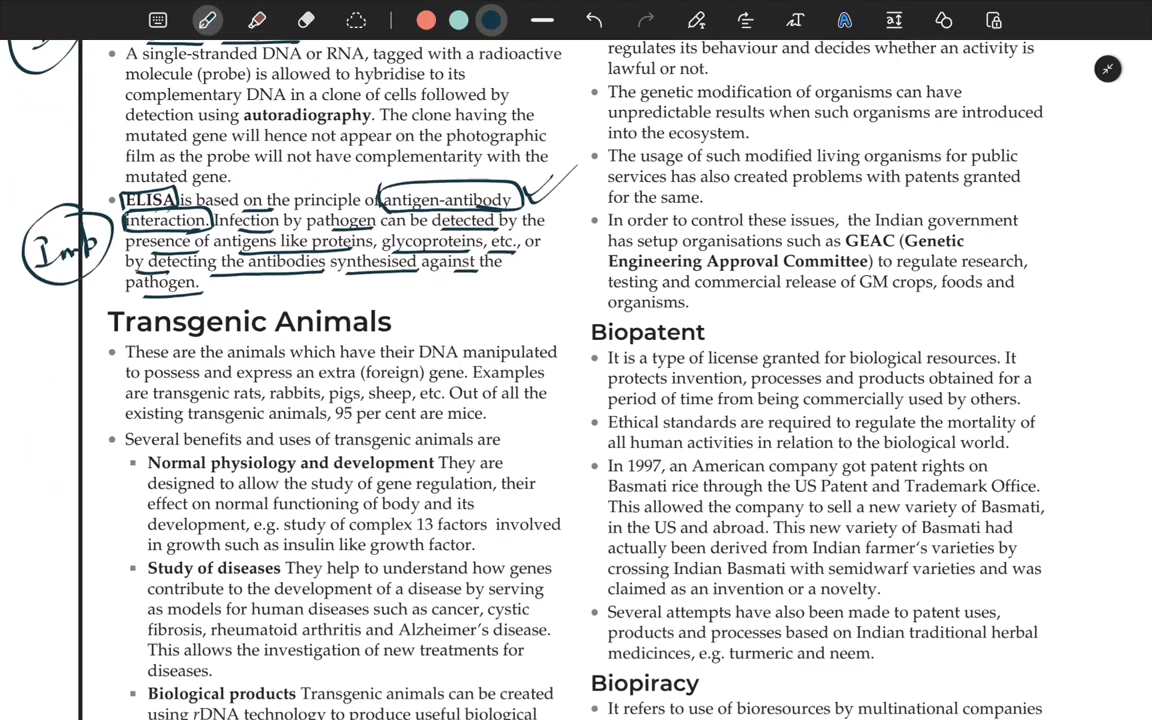 A single-stranded DNA or RNA, tagged with a radioactive
molecule (probe) is allowed to hybridise to its
complementary DNA in a clone of cells followed by
detection using autoradiography. The clone having the
mutated gene will hence not appear on the photographic
film as the probe will not have complementarity with the
mutated gene.
Imp
ELISA is based on the principle of antigen-antibody
interaction. Infection by pathogen can be detected by the
presence of antigens like proteins, glycoproteins, etc., or
by detecting the antibodies synthesised against the
pathogen.
Transgenic Animals
These are the animals which have their DNA manipulated
to possess and express an extra (foreign) gene. Examples
are transgenic rats, rabbits, pigs, sheep, etc. Out of all the
existing transgenic animals, 95 per cent are mice.
Several benefits and uses of transgenic animals are
Normal physiology and development They are
designed to allow the study of gene regulation, their
effect on normal functioning of body and its
development, e.g. study of complex 13 factors involved
in growth such as insulin like growth factor.
Study of diseases They help to understand how genes
contribute to the development of a disease by serving
as models for human diseases such as cancer, cystic
fibrosis, rheumatoid arthritis and Alzheimer's disease.
This allows the investigation of new treatments for
diseases.
Biological products Transgenic animals can be created
using rDNA technology to produce useful biological
regulates its behaviour and decides whether an activity is
lawful or not.
The genetic modification of organisms can have
unpredictable results when such organisms are introduced
into the ecosystem.
The usage of such modified living organisms for public
services has also created problems with patents granted
for the same.
In order to control these issues, the Indian government
has setup organisations such as GEAC (Genetic
Engineering Approval Committee) to regulate research,
testing and commercial release of GM crops, foods and
organisms.
Biopatent
It is a type of license granted for biological resources. It
protects invention, processes and products obtained for a
period of time from being commercially used by others.
Ethical standards are required to regulate the mortality of
all human activities in relation to the biological world.
In 1997, an American company got patent rights on
Basmati rice through the US Patent and Trademark Office.
This allowed the company to sell a new variety of Basmati,
in the US and abroad. This new variety of Basmati had
actually been derived from Indian farmer's varieties by
crossing Indian Basmati with semidwarf varieties and was
claimed as an invention or a novelty.
Several attempts have also been made to patent uses,
products and processes based on Indian traditional herbal
medicinces, e.g. turmeric and neem.
Biopiracy
It refers to use of bioresources by multinational companies